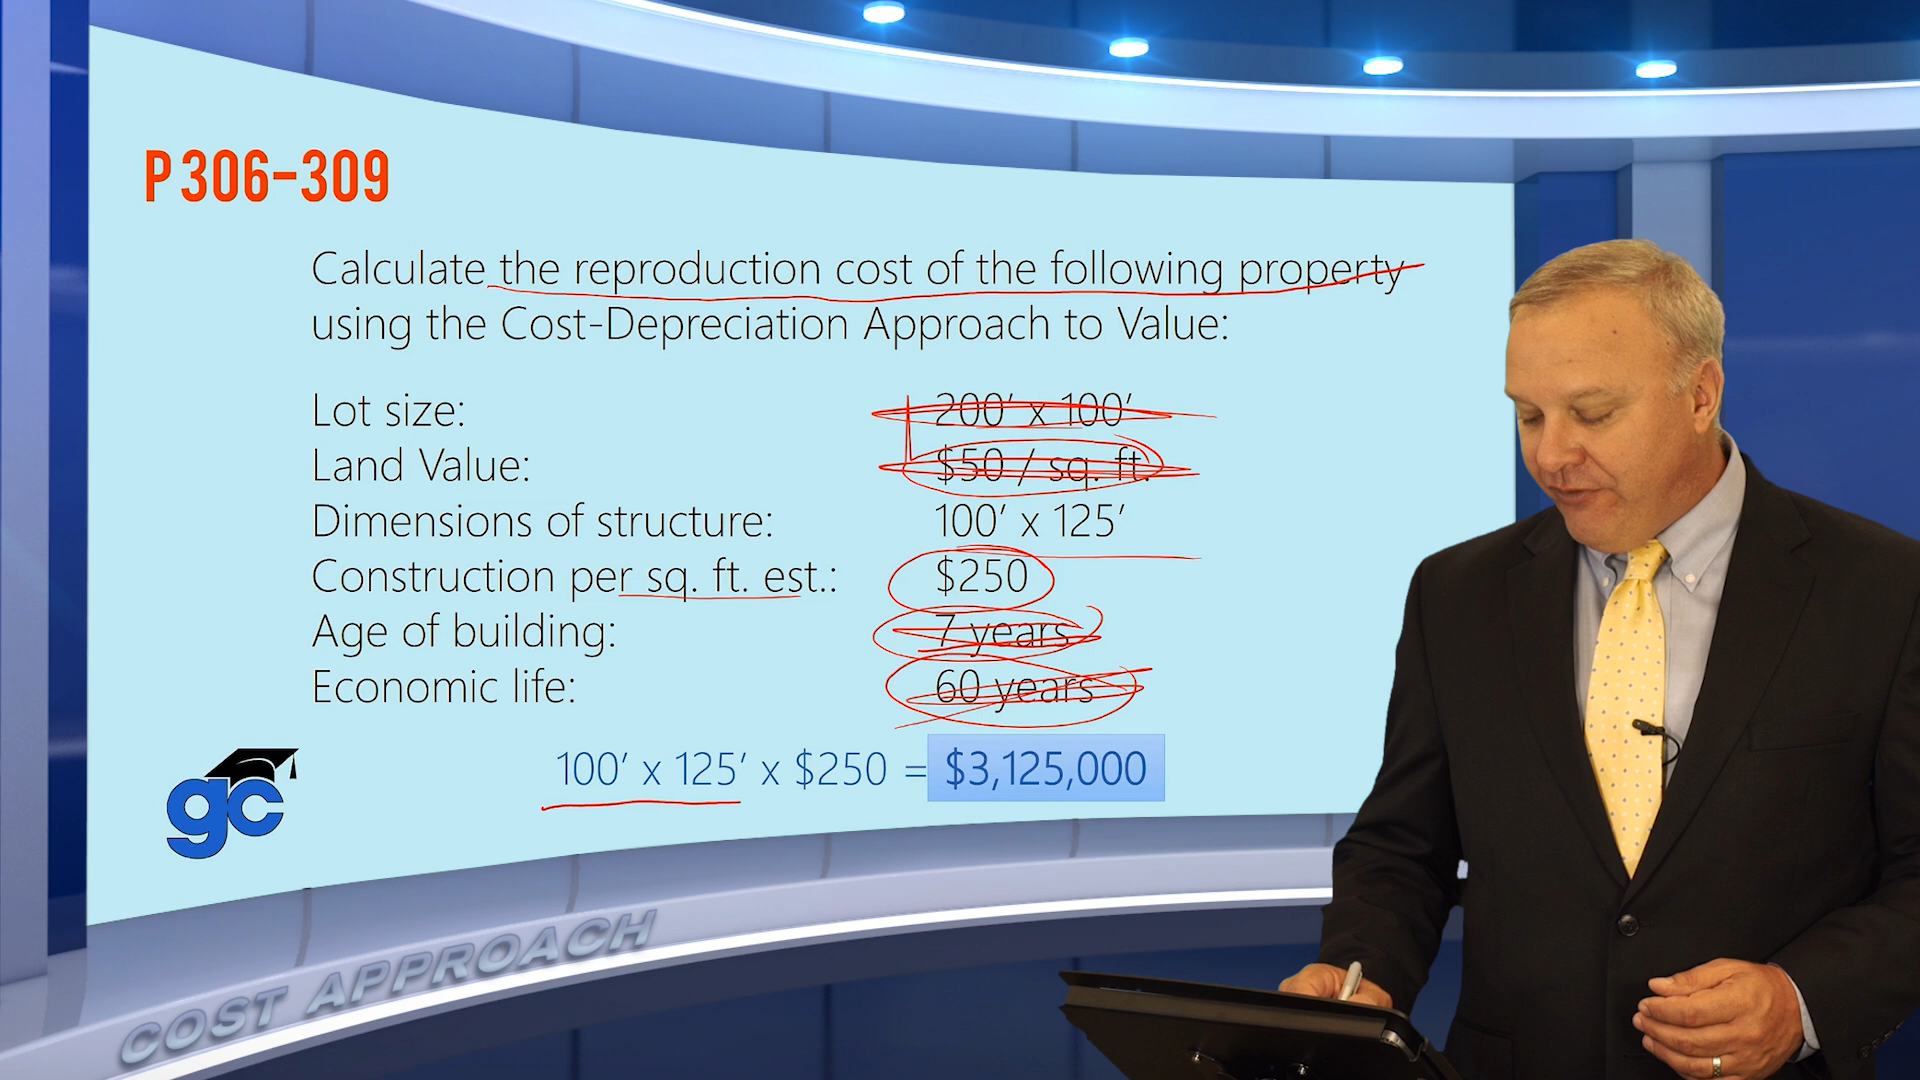 P 306-309
Calculate the reproduction cost of the following property
using the Cost-Depreciation Approach to Value:
Lot size: 200' x 100'
Land Value: $50 / sq. ft.
Dimensions of structure: 100' x 125'
Construction per sq. ft. est.: $250
Age of building: 7 years
Economic life: 60 years
100' x 125' x $250 = $3,125,000
gc
COST APPROACH